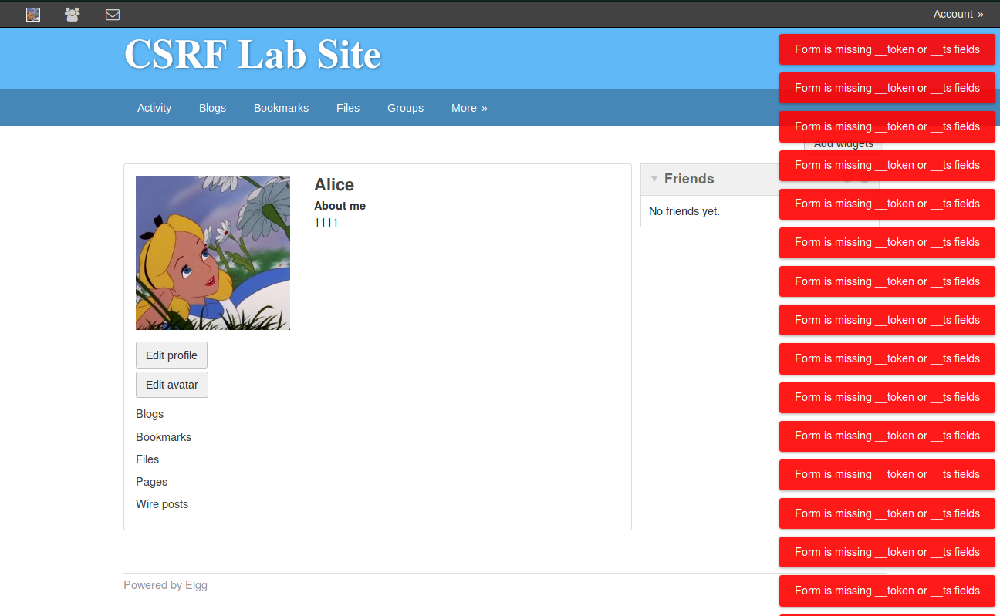 Account »
CSRF Lab Site
Activity Blogs Bookmarks Files Groups More »
Form is missing __token or __ts fields
Form is missing __token or __ts fields
Form is missing __token or __ts fields
Add widgets
Form is missing __token or __ts fields
Form is missing __token or __ts fields
Form is missing __token or __ts fields
Form is missing __token or __ts fields
Form is missing __token or __ts fields
Form is missing __token or __ts fields
Form is missing __token or __ts fields
Form is missing __token or __ts fields
Form is missing __token or __ts fields
Form is missing __token or __ts fields
Form is missing __token or __ts fields
Form is missing __token or __ts fields
Alice
About me
1111
Friends
No friends yet.
Edit profile
Edit avatar
Blogs
Bookmarks
Files
Pages
Wire posts
Powered by Elgg